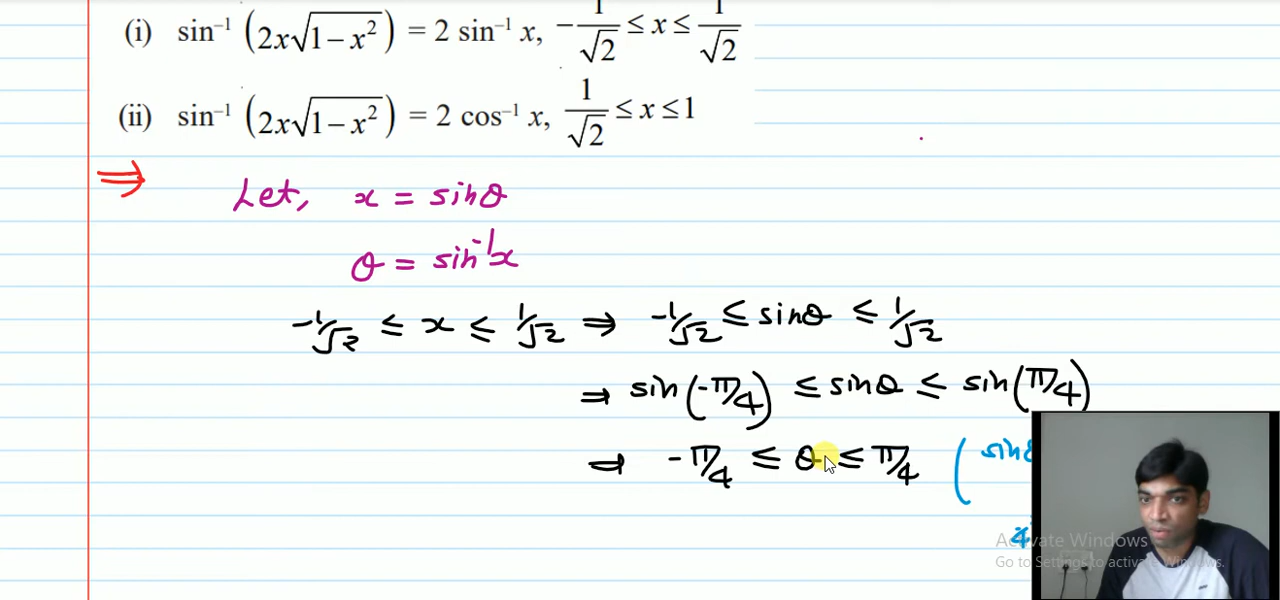 (i) sin⁻¹ (2x√(1−x²)) = 2 sin⁻¹ x, −1/√2 ≤ x ≤ 1/√2
(ii) sin⁻¹ (2x√(1−x²)) = 2 cos⁻¹ x, 1/√2 ≤ x ≤ 1
⇒ Let, x = sinθ
θ = sin⁻¹x
-1/√2 ≤ x ≤ 1/√2 ⇒ -1/√2 ≤ sinθ ≤ 1/√2
⇒ sin(-π/4) ≤ sinθ ≤ sin(π/4)
⇒ -π/4 ≤ θ ≤ π/4 ( sinθ
Activate Windows
Go to Settings to activate Windows.